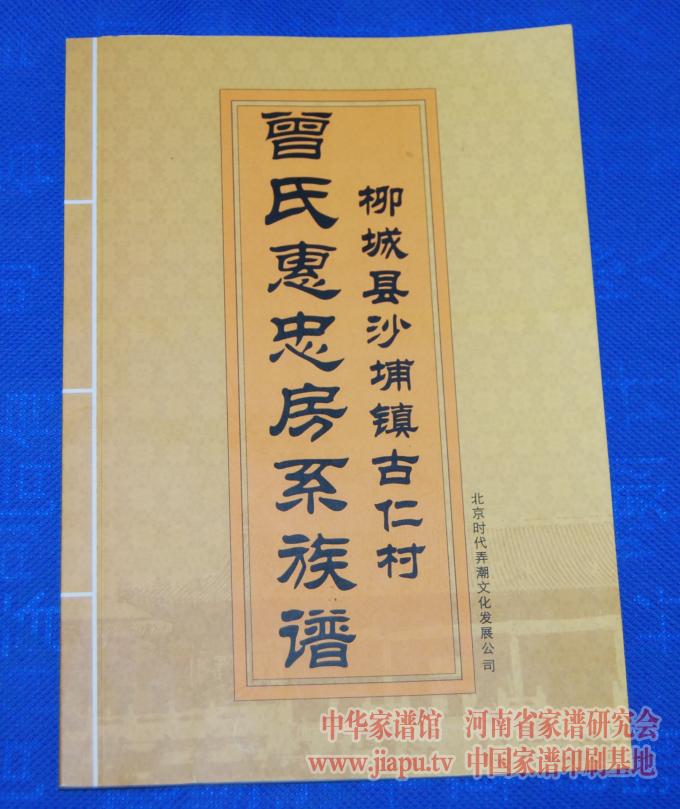 柳城县沙埔镇古仁村
曾氏惠忠房系族谱
北京时代弄潮文化发展公司
中华家谱馆 河南省家谱研究会
www.jiapu.tv 中国家谱印刷基地